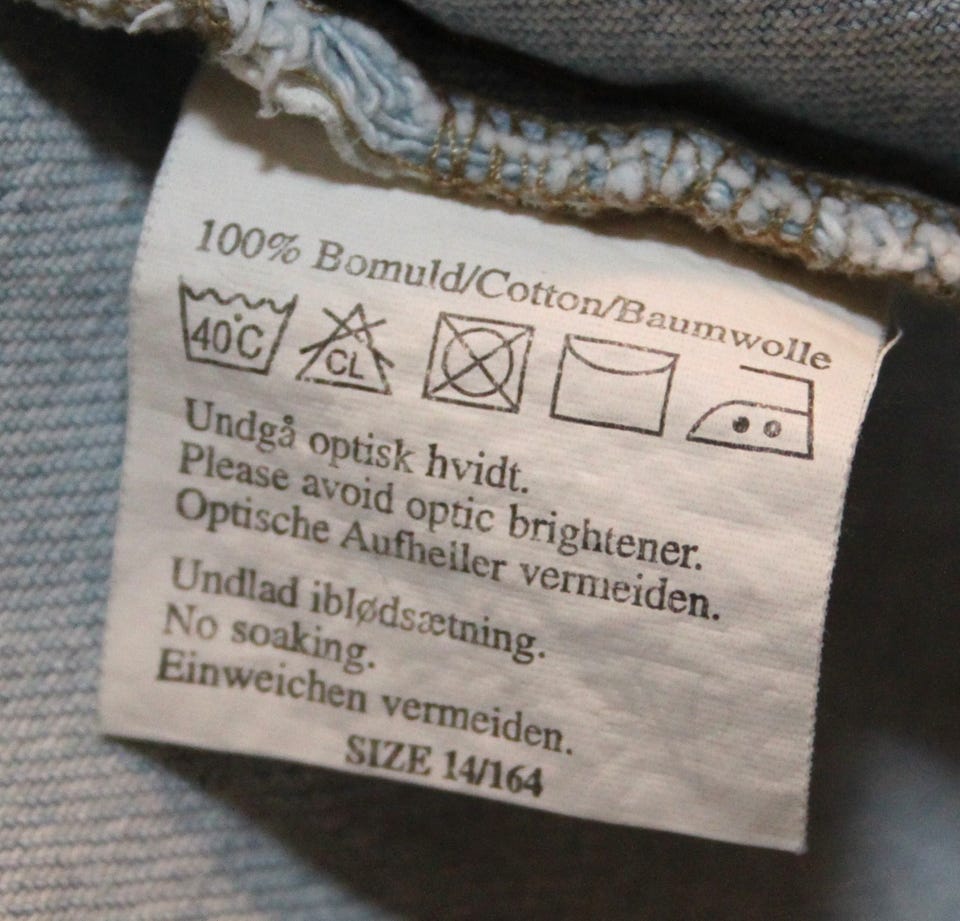 100% Bomuld/Cotton/Baumwolle
40°C CL
Undgå optisk hvidt.
Please avoid optic brightener.
Optische Aufheller vermeiden.
Undlad iblødsætning.
No soaking.
Einweichen vermeiden.
SIZE 14/164